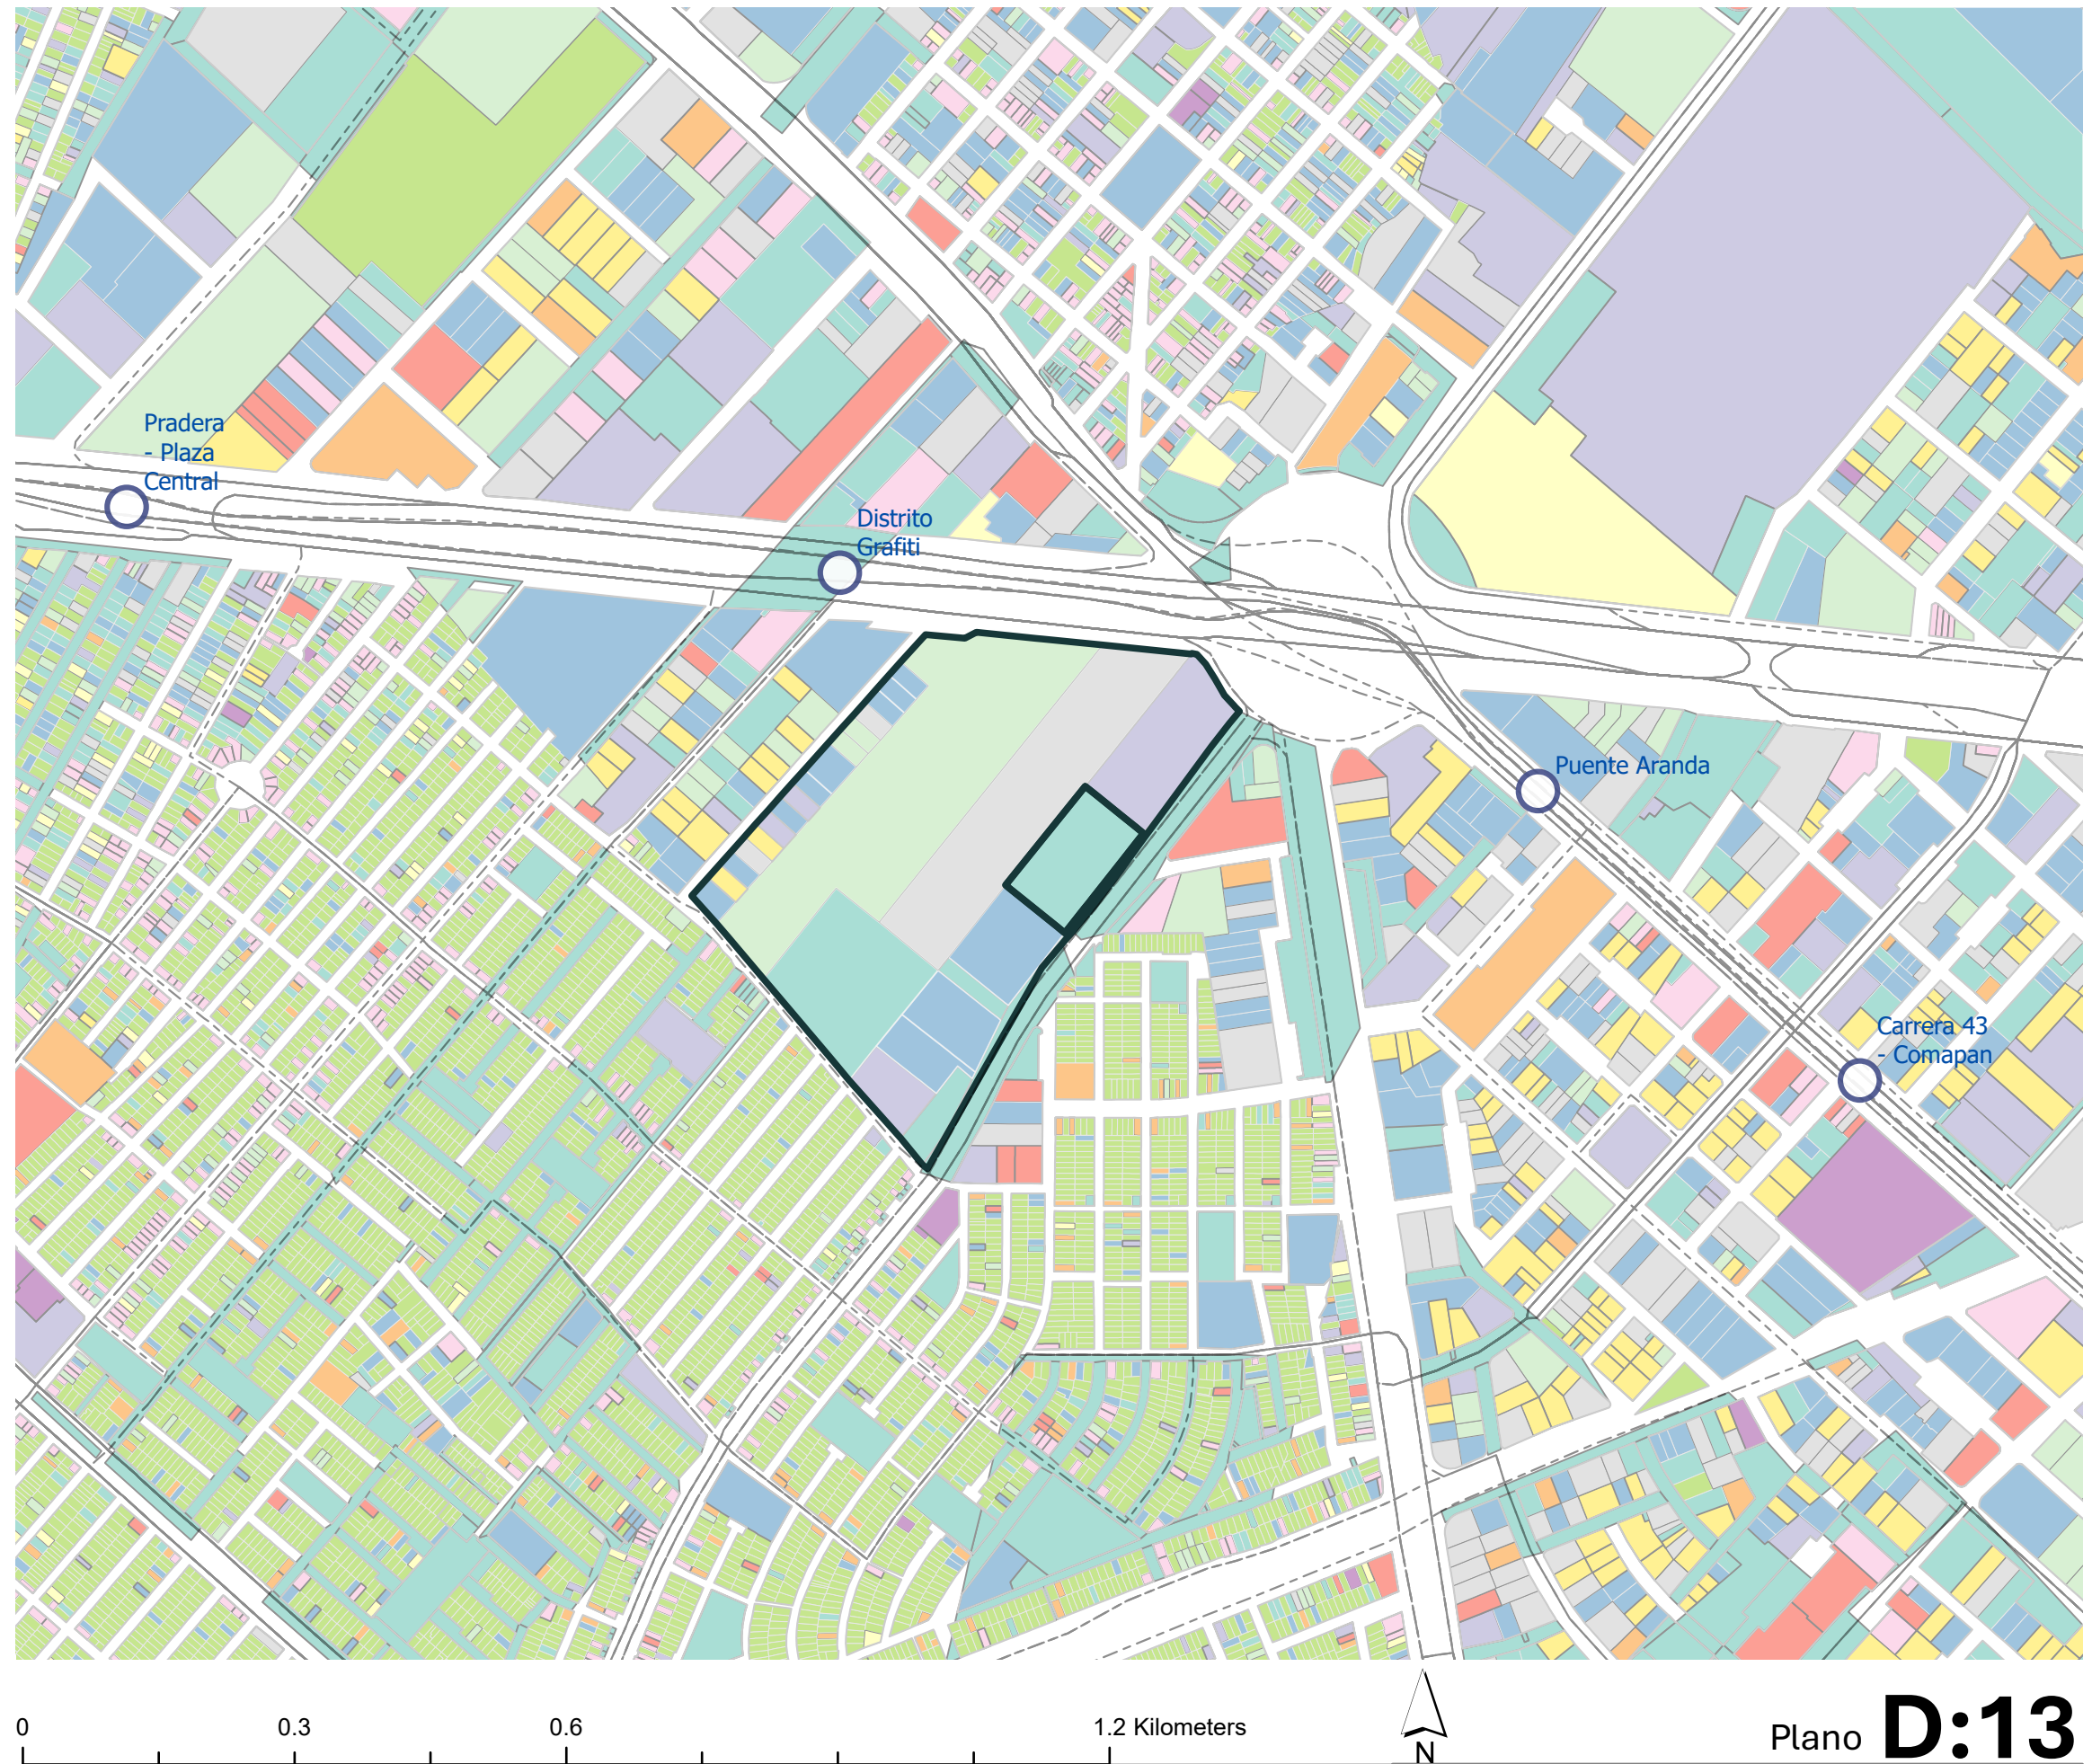 Pradera
- Plaza
Central
Distrito
Grafiti
Puente Aranda
Carrera 43
- Comapan
0
0.3
0.6
1.2 Kilometers
N
Plano D:13